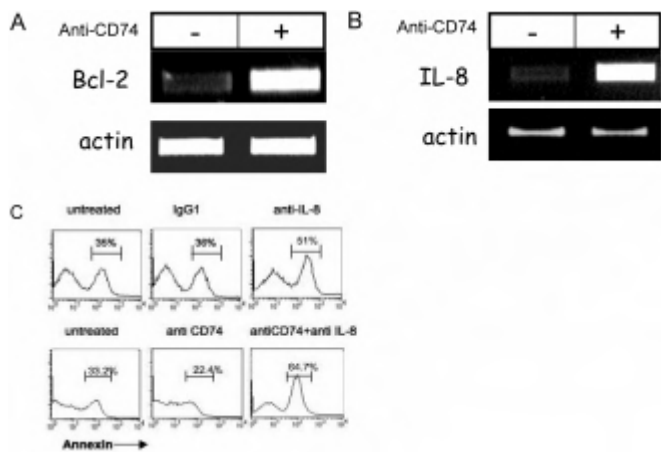 A
Anti-CD74 - +
Bcl-2
actin
B
Anti-CD74 - +
IL-8
actin
C
untreated IgG1 anti-IL-8
35% 36% 51%
untreated anti CD74 antiCD74+anti IL-8
33.2% 22.4% 64.7%
Annexin